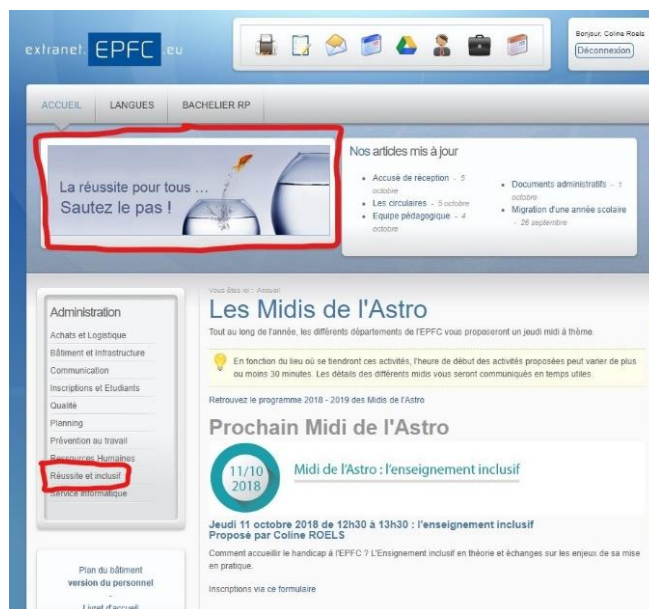 extranet. EPFC .eu
Bonjour, Coline Roels
Déconnexion
ACCUEIL LANGUES BACHELIER RP
La réussite pour tous ...
Sautez le pas !
Nos articles mis à jour
Accusé de réception - 5
octobre
Les circulaires - 5 octobre
Equipe pédagogique - 4
octobre
Documents administratifs - 1
octobre
Migration d'une année scolaire
- 26 septembre
Administration
Achats et Logistique
Bâtiment et Infrastructure
Communication
Inscriptions et Etudiants
Qualité
Planning
Prévention au travail
Ressources Humaines
Réussite et inclusif
Service informatique
Plan du bâtiment
version du personnel
-
Livret d'accueil
Vous êtes ici : Accueil
Les Midis de l'Astro
Tout au long de l'année, les différents départements de l'EPFC vous proposeront un jeudi midi à thème.
En fonction du lieu où se tiendront ces activités, l'heure de début des activités proposées peut varier de plus
ou moins 30 minutes. Les détails des différents midis vous seront communiqués en temps utiles.
Retrouvez le programme 2018 - 2019 des Midis de l'Astro
Prochain Midi de l'Astro
11/10
2018
Midi de l'Astro : l'enseignement inclusif
Jeudi 11 octobre 2018 de 12h30 à 13h30 : l'enseignement inclusif
Proposé par Coline ROELS
Comment accueillir le handicap à l'EPFC ? L'Ensignement inclusif en théorie et échanges sur les enjeux de sa mise
en pratique.
Inscriptions via ce formulaire